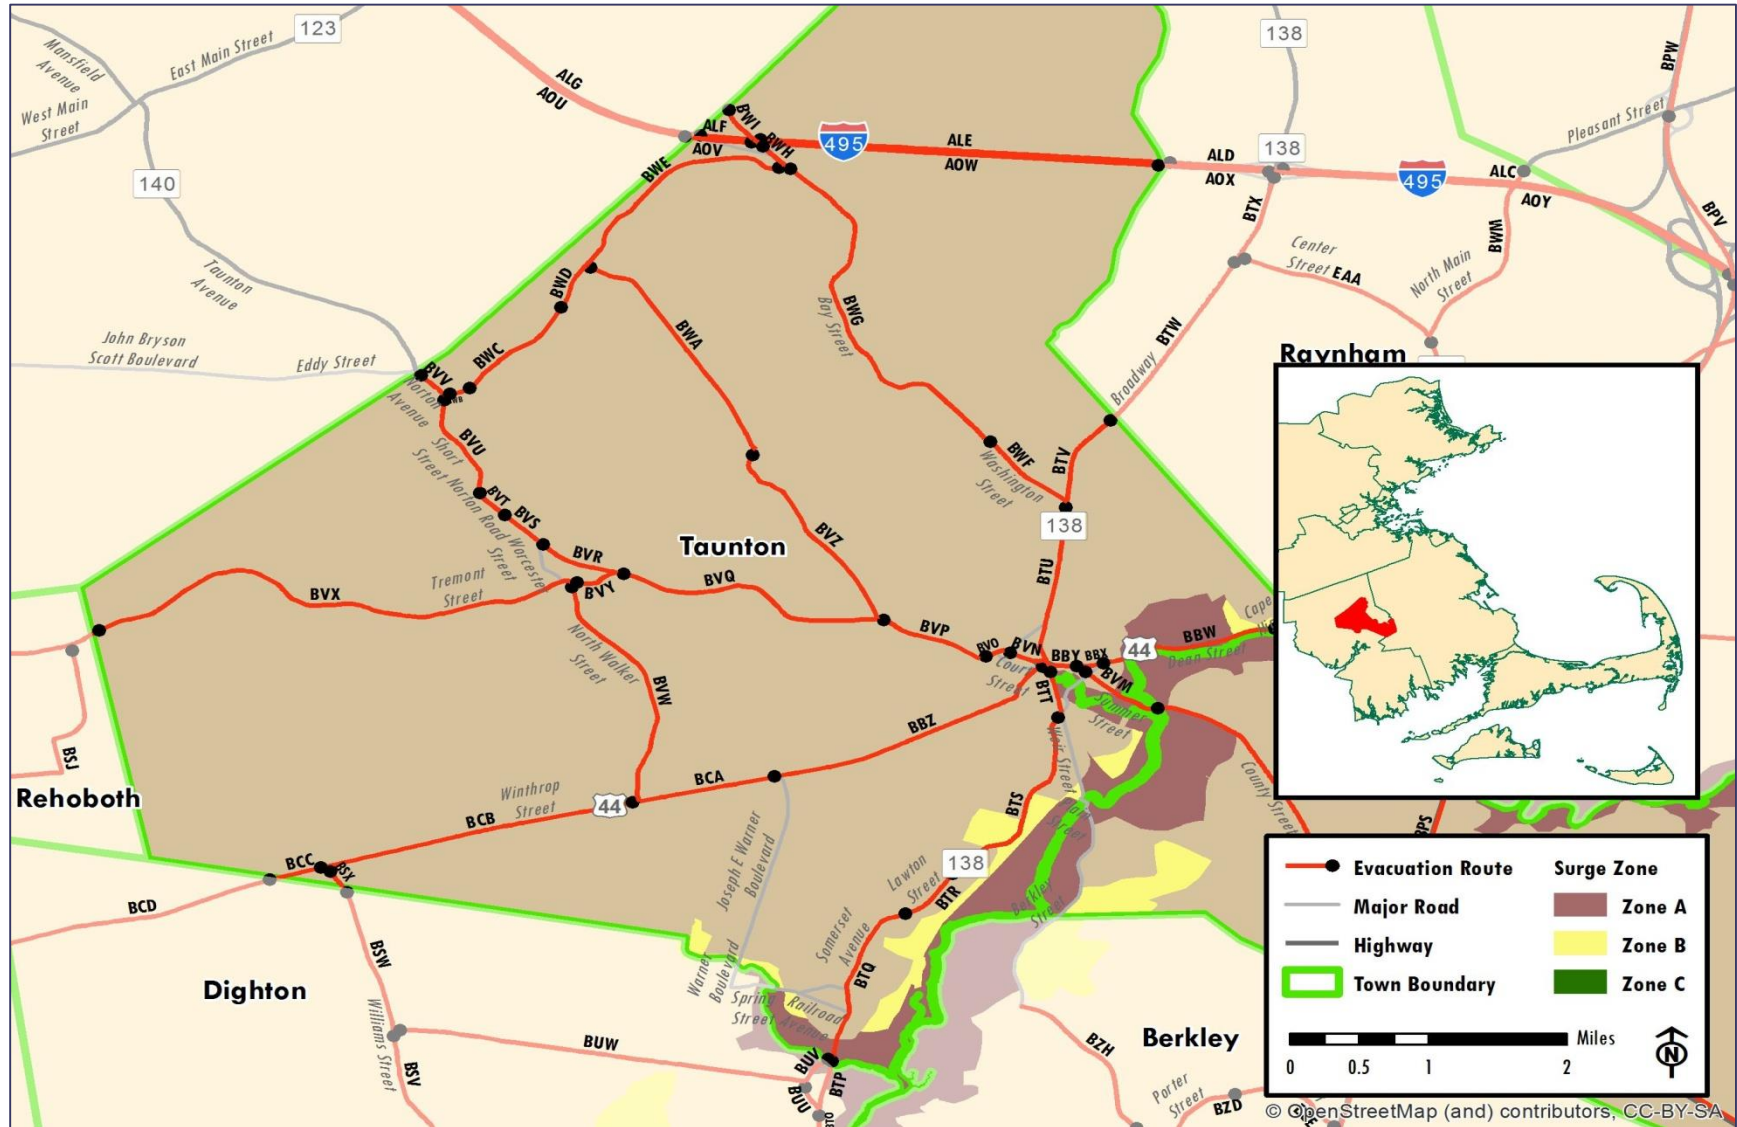 123
East Main Street
Mansfield
Avenue
West Main
Street
140
Taunton
Avenue
John Bryson
Scott Boulevard
Eddy Street
ALG
AOU
BWI
ALF
AOV
BWH
BWE
495
ALE
AOW
138
138
ALD
AOX
495
ALC
AOY
BPW
BPV
Pleasant Street
BTX
BWM
Center
Street
EAA
North Main
Street
BTW
Broadway
Raynham
BWD
BWC
BWA
BWG
Bay Street
BVV
Norton
Avenue
BVU
Short
Street
BWF
Washington
Street
BTV
138
BVT
BVS
Norton Road
Worcester
Street
BVR
Taunton
BVZ
BTU
BVX
Tremont
Street
BVY
BVQ
BVP
BVO
BVN
Court
Street
BBY
BBX
44
BBW
Dean Street
Cape
BVM
Summer
Street
BTT
North Walker
Street
BVW
BBZ
Weir Street
BSJ
Rehoboth
BCA
Winthrop
Street
44
BCB
BTS
Plain
Street
County Street
BPS
BCC
BSX
BCD
Joseph E Warner
Boulevard
138
Lawton
Street
BTR
Berkley
Street
BSW
Dighton
Somerset
Avenue
BTQ
Warner
Boulevard
Spring
Street
Railroad
Avenue
Williams Street
BUW
BSV
BUV
BTP
BUU
BTO
BZH
Berkley
Porter
Street
BZD
Evacuation Route
Major Road
Highway
Town Boundary
Surge Zone
Zone A
Zone B
Zone C
Miles
0 0.5 1 2
N
© OpenStreetMap (and) contributors, CC-BY-SA